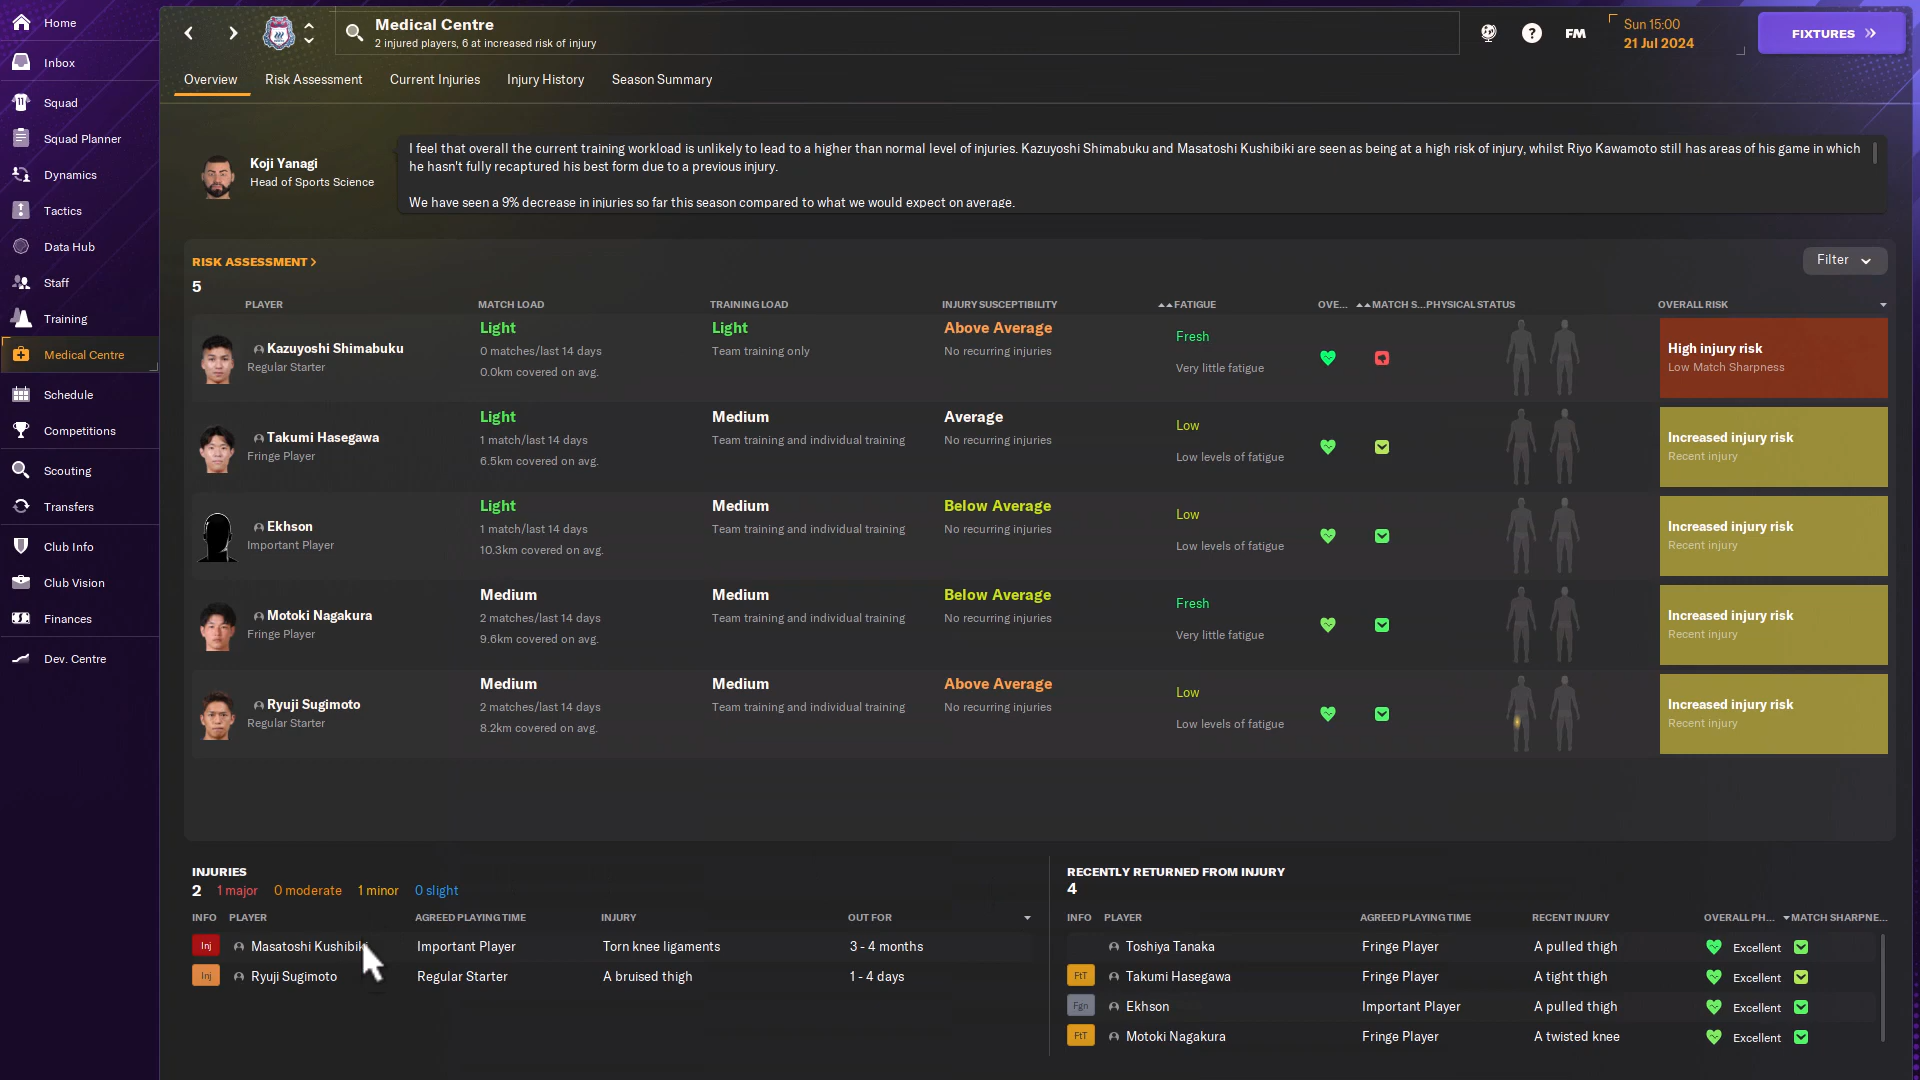 Home
Inbox
Squad
Squad Planner
Dynamics
Tactics
Data Hub
Staff
Training
Medical Centre
Schedule
Competitions
Scouting
Transfers
Club Info
Club Vision
Finances
Dev. Centre
Medical Centre
2 injured players, 6 at increased risk of injury
FM
Sun 15:00
21 Jul 2024
FIXTURES
Overview
Risk Assessment
Current Injuries
Injury History
Season Summary
Koji Yanagi
Head of Sports Science
I feel that overall the current training workload is unlikely to lead to a higher than normal level of injuries. Kazuyoshi Shimabuku and Masatoshi Kushibiki are seen as being at a high risk of injury, whilst Riyo Kawamoto still has areas of his game in which
he hasn't fully recaptured his best form due to a previous injury.
We have seen a 9% decrease in injuries so far this season compared to what we would expect on average.
RISK ASSESSMENT >
5
Filter
PLAYER MATCH LOAD TRAINING LOAD INJURY SUSCEPTIBILITY FATIGUE OVE... MATCH S... PHYSICAL STATUS OVERALL RISK
Kazuyoshi Shimabuku
Regular Starter
Light
0 matches/last 14 days
0.0km covered on avg.
Light
Team training only
Above Average
No recurring injuries
Fresh
Very little fatigue
High injury risk
Low Match Sharpness
Takumi Hasegawa
Fringe Player
Light
1 match/last 14 days
6.5km covered on avg.
Medium
Team training and individual training
Average
No recurring injuries
Low
Low levels of fatigue
Increased injury risk
Recent injury
Ekhson
Important Player
Light
1 match/last 14 days
10.3km covered on avg.
Medium
Team training and individual training
Below Average
No recurring injuries
Low
Low levels of fatigue
Increased injury risk
Recent injury
Motoki Nagakura
Fringe Player
Medium
2 matches/last 14 days
9.6km covered on avg.
Medium
Team training and individual training
Below Average
No recurring injuries
Fresh
Very little fatigue
Increased injury risk
Recent injury
Ryuji Sugimoto
Regular Starter
Medium
2 matches/last 14 days
8.2km covered on avg.
Medium
Team training and individual training
Above Average
No recurring injuries
Low
Low levels of fatigue
Increased injury risk
Recent injury
INJURIES
2 1 major 0 moderate 1 minor 0 slight
INFO PLAYER AGREED PLAYING TIME INJURY OUT FOR
Inj Masatoshi Kushibiki Important Player Torn knee ligaments 3 - 4 months
Inj Ryuji Sugimoto Regular Starter A bruised thigh 1 - 4 days
RECENTLY RETURNED FROM INJURY
4
INFO PLAYER AGREED PLAYING TIME RECENT INJURY OVERALL PH... MATCH SHARPNE...
Toshiya Tanaka Fringe Player A pulled thigh Excellent
FtT Takumi Hasegawa Fringe Player A tight thigh Excellent
Fgn Ekhson Important Player A pulled thigh Excellent
FtT Motoki Nagakura Fringe Player A twisted knee Excellent